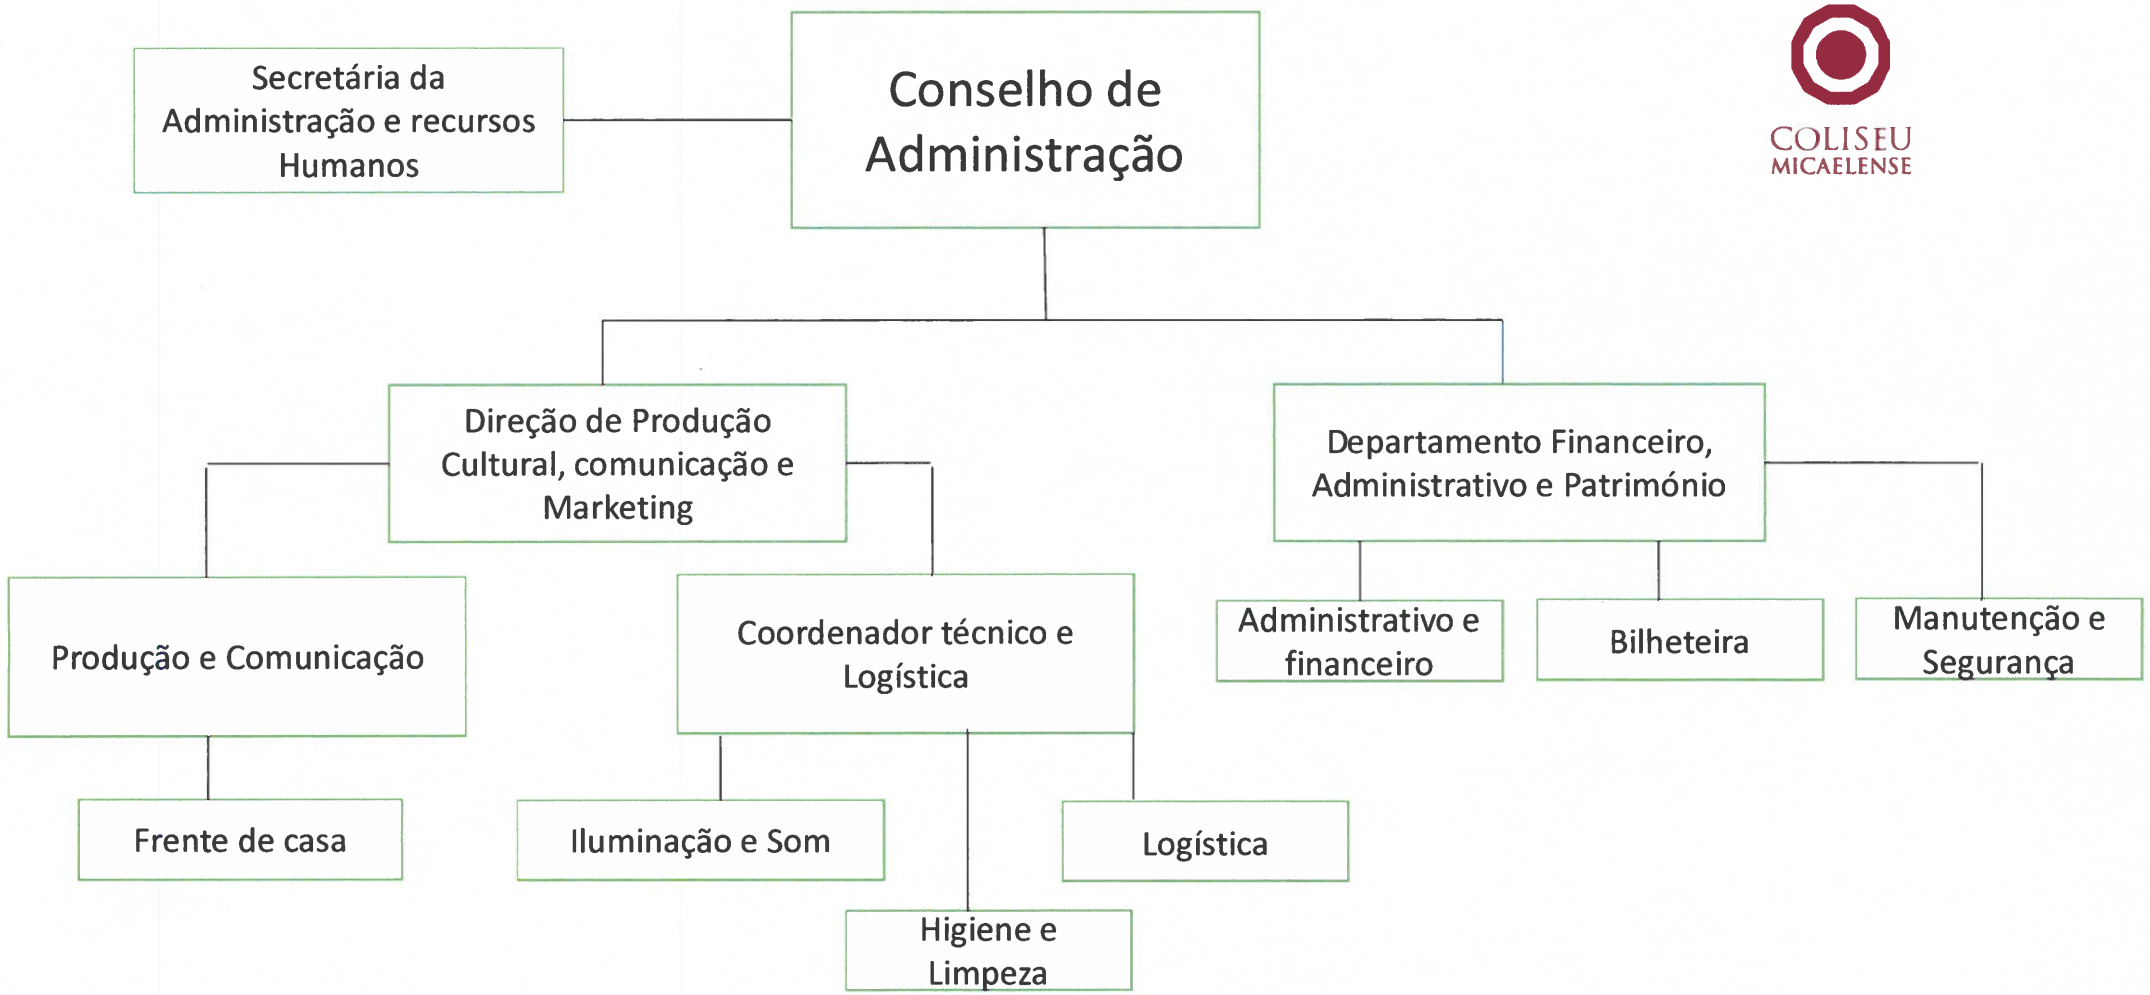 Secretária da
Administração e recursos
Humanos
Conselho de
Administração
COLISEU
MICAELENSE
Direção de Produção
Cultural, comunicação e
Marketing
Departamento Financeiro,
Administrativo e Património
Produção e Comunicação
Coordenador técnico e
Logística
Administrativo e
financeiro
Bilheteira
Manutenção e
Segurança
Frente de casa
Iluminação e Som
Logística
Higiene e
Limpeza